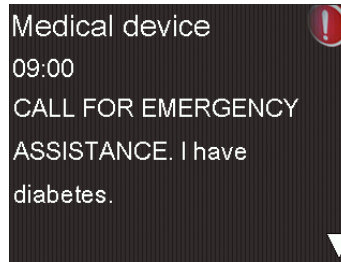 Medical device
09:00
CALL FOR EMERGENCY
ASSISTANCE. I have
diabetes.